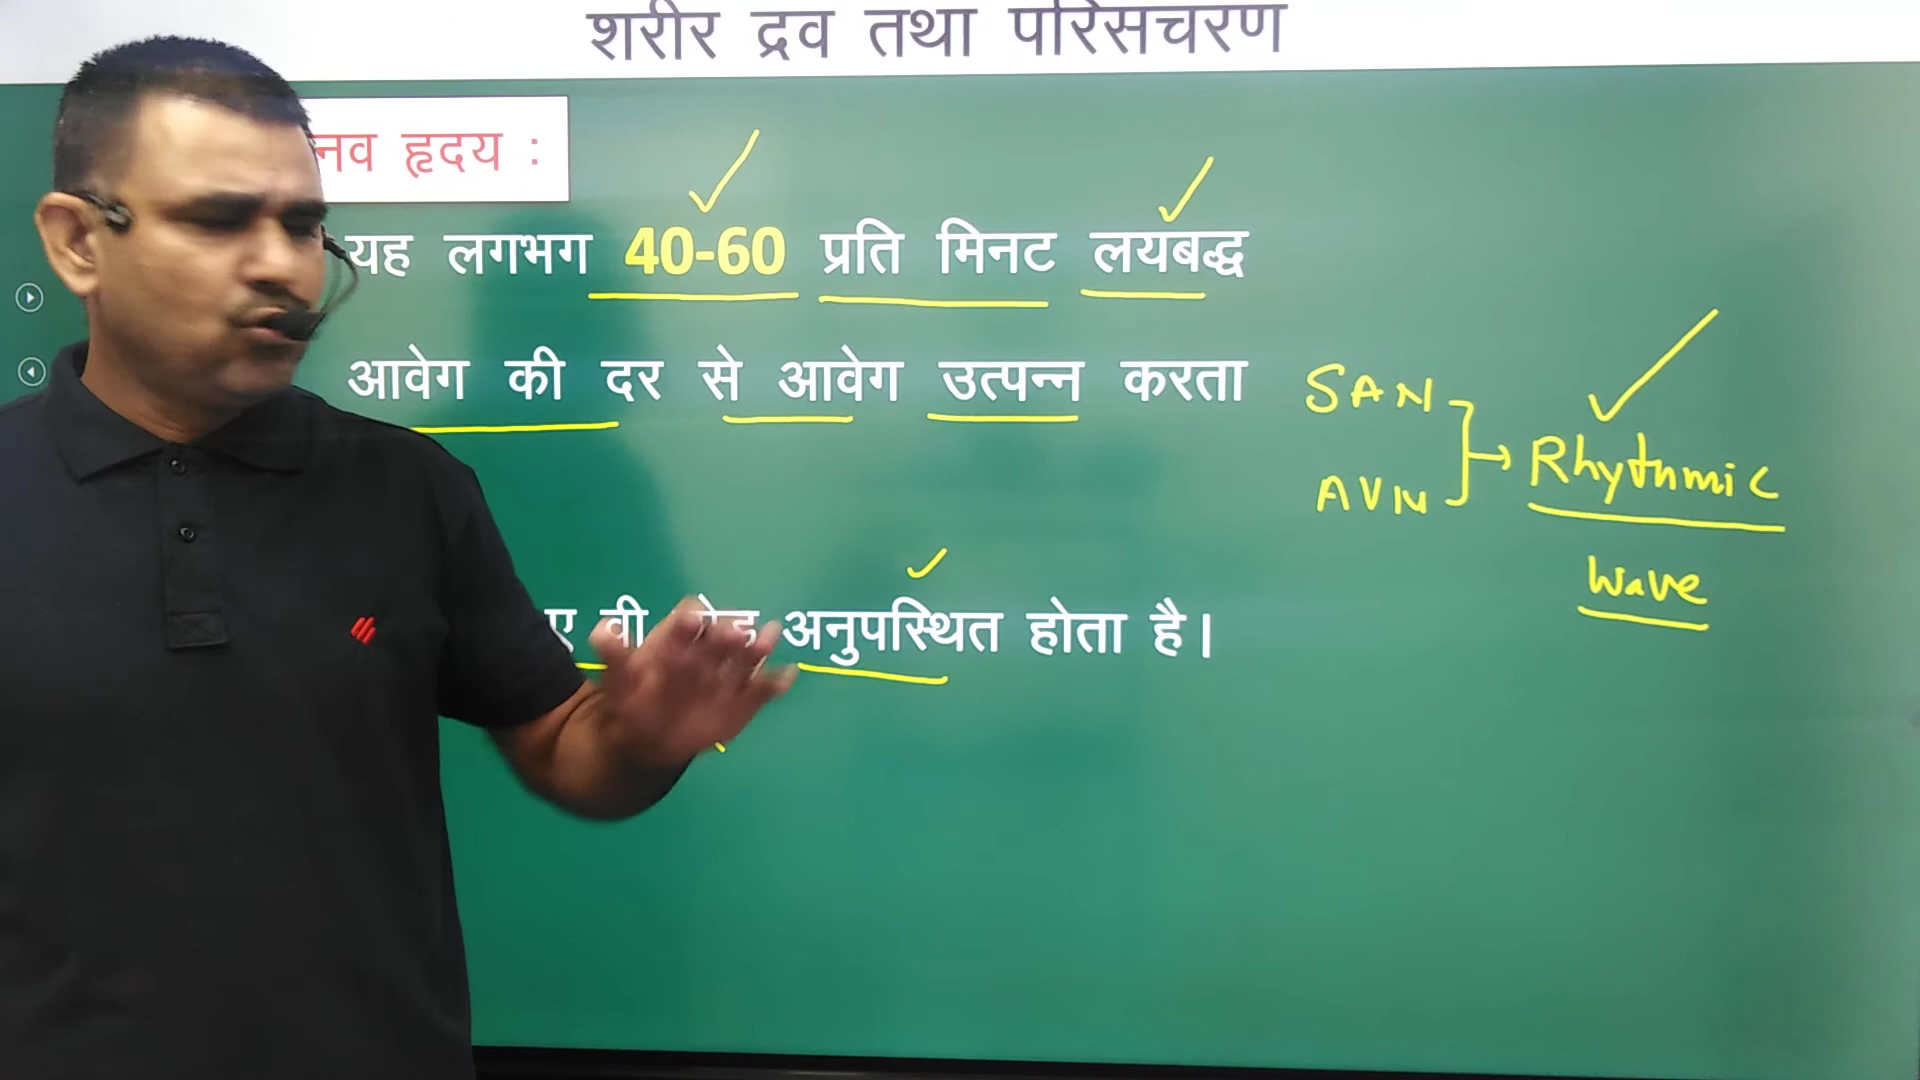 शरीर द्रव तथा परिसचरण
नव हृदय :
यह लगभग 40-60 प्रति मिनट लयबद्ध
आवेग की दर से आवेग उत्पन्न करता
ए वी अनुपस्थित होता है।
SAN
AVN
Rhythmic
Wave